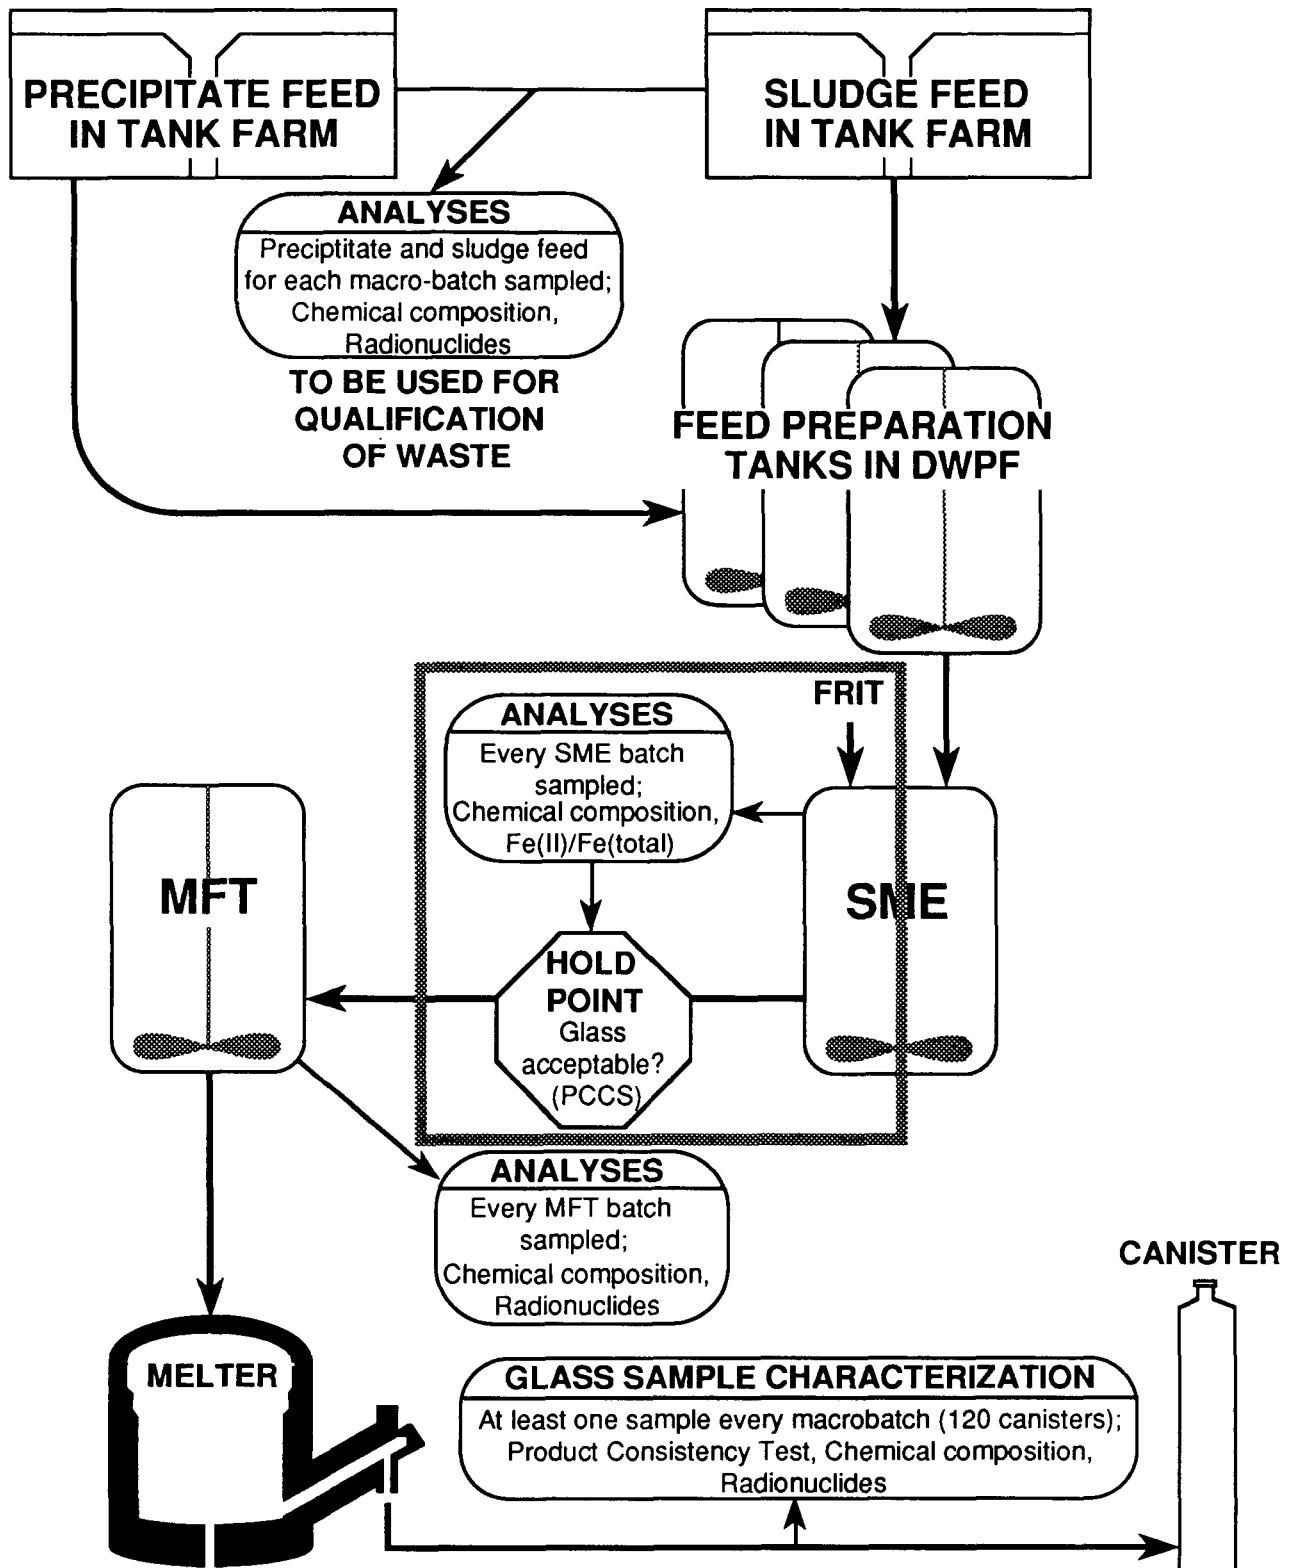 PRECIPITATE FEED
IN TANK FARM
SLUDGE FEED
IN TANK FARM
ANALYSES
Preciptitate and sludge feed
for each macro-batch sampled;
Chemical composition,
Radionuclides
TO BE USED FOR
QUALIFICATION
OF WASTE
FEED PREPARATION
TANKS IN DWPF
FRIT
ANALYSES
Every SME batch
sampled;
Chemical composition,
Fe(II)/Fe(total)
MFT
SME
HOLD
POINT
Glass
acceptable?
(PCCS)
ANALYSES
Every MFT batch
sampled;
Chemical composition,
Radionuclides
CANISTER
MELTER
GLASS SAMPLE CHARACTERIZATION
At least one sample every macrobatch (120 canisters);
Product Consistency Test, Chemical composition,
Radionuclides